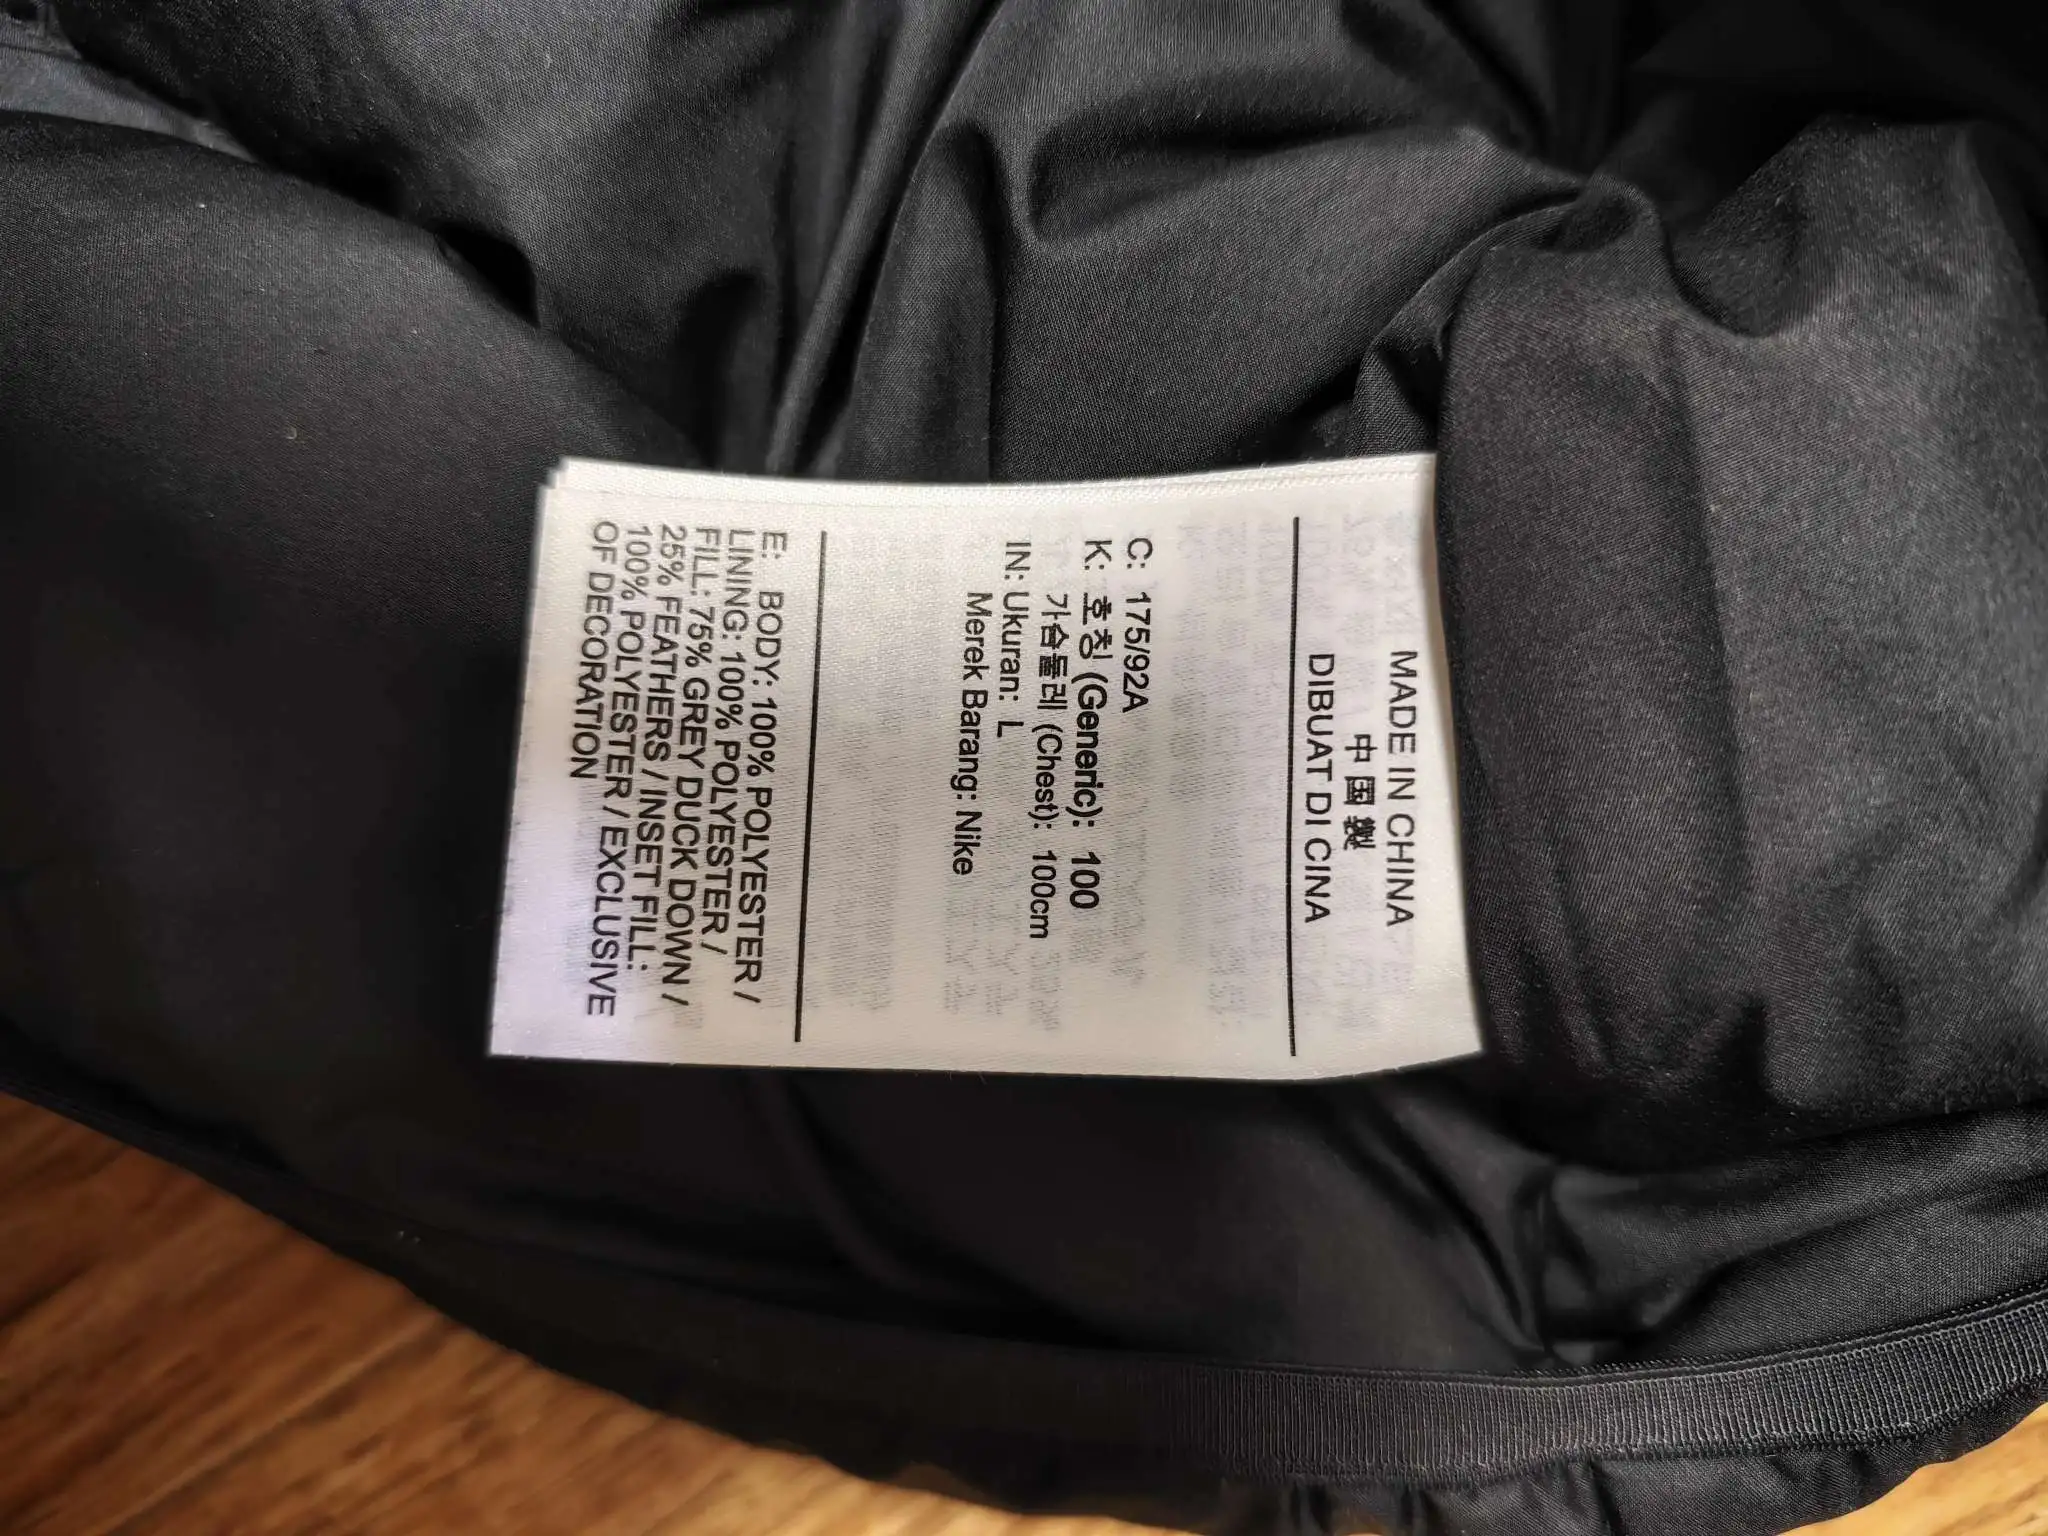 MADE IN CHINA
中国製
DIBUAT DI CINA
C: 175/92A
K: 호칭 (Generic): 100
가슴둘레 (Chest): 100cm
IN: Ukuran: L
Merek Barang: Nike
E: BODY: 100% POLYESTER /
LINING: 100% POLYESTER /
FILL: 75% GREY DUCK DOWN /
25% FEATHERS / INSET FILL:
100% POLYESTER / EXCLUSIVE
OF DECORATION